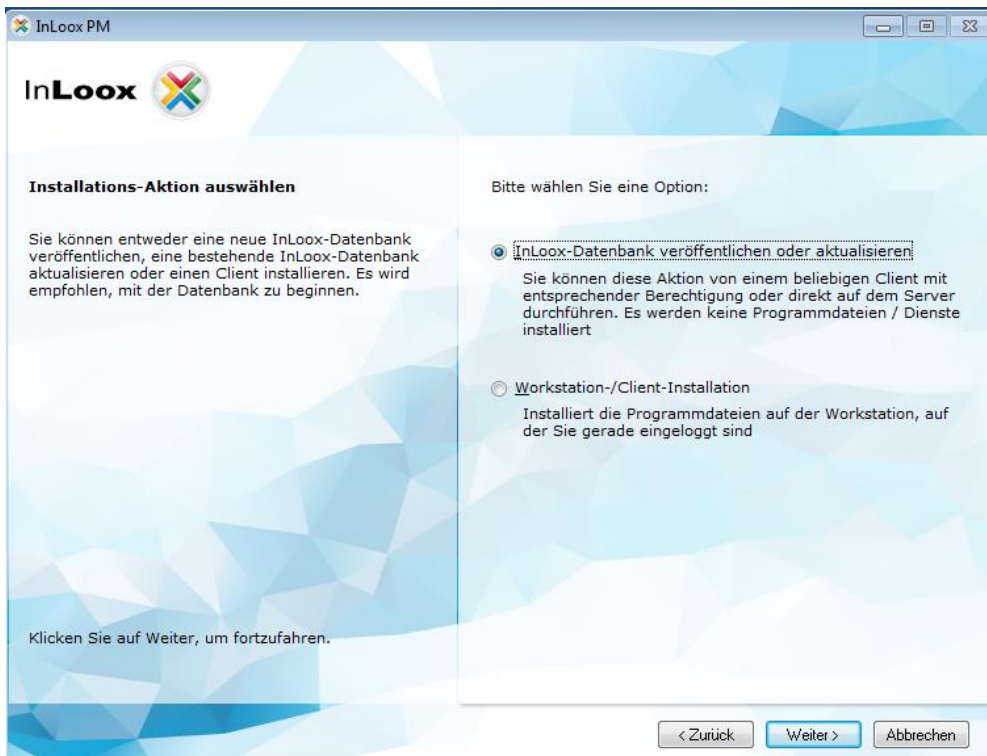 InLoox PM
InLoox
Installations-Aktion auswählen
Sie können entweder eine neue InLoox-Datenbank
veröffentlichen, eine bestehende InLoox-Datenbank
aktualisieren oder einen Client installieren. Es wird
empfohlen, mit der Datenbank zu beginnen.
Klicken Sie auf Weiter, um fortzufahren.
Bitte wählen Sie eine Option:
InLoox-Datenbank veröffentlichen oder aktualisieren
Sie können diese Aktion von einem beliebigen Client mit
entsprechender Berechtigung oder direkt auf dem Server
durchführen. Es werden keine Programmdateien / Dienste
installiert
Workstation-/Client-Installation
Installiert die Programmdateien auf der Workstation, auf
der Sie gerade eingeloggt sind
< Zurück
Weiter >
Abbrechen